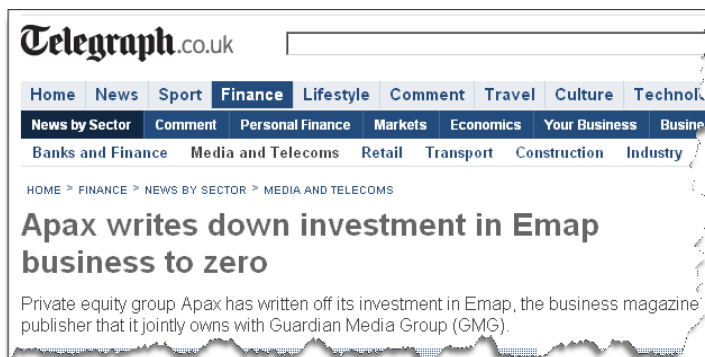 Telegraph.co.uk
Home News Sport Finance Lifestyle Comment Travel Culture
News by Sector Comment Personal Finance Markets Economics Your Business
Banks and Finance Media and Telecoms Retail Transport Construction Industry
HOME > FINANCE > NEWS BY SECTOR > MEDIA AND TELECOMS
Apax writes down investment in Emap
business to zero
Private equity group Apax has written off its investment in Emap, the business magazine
publisher that it jointly owns with Guardian Media Group (GMG).